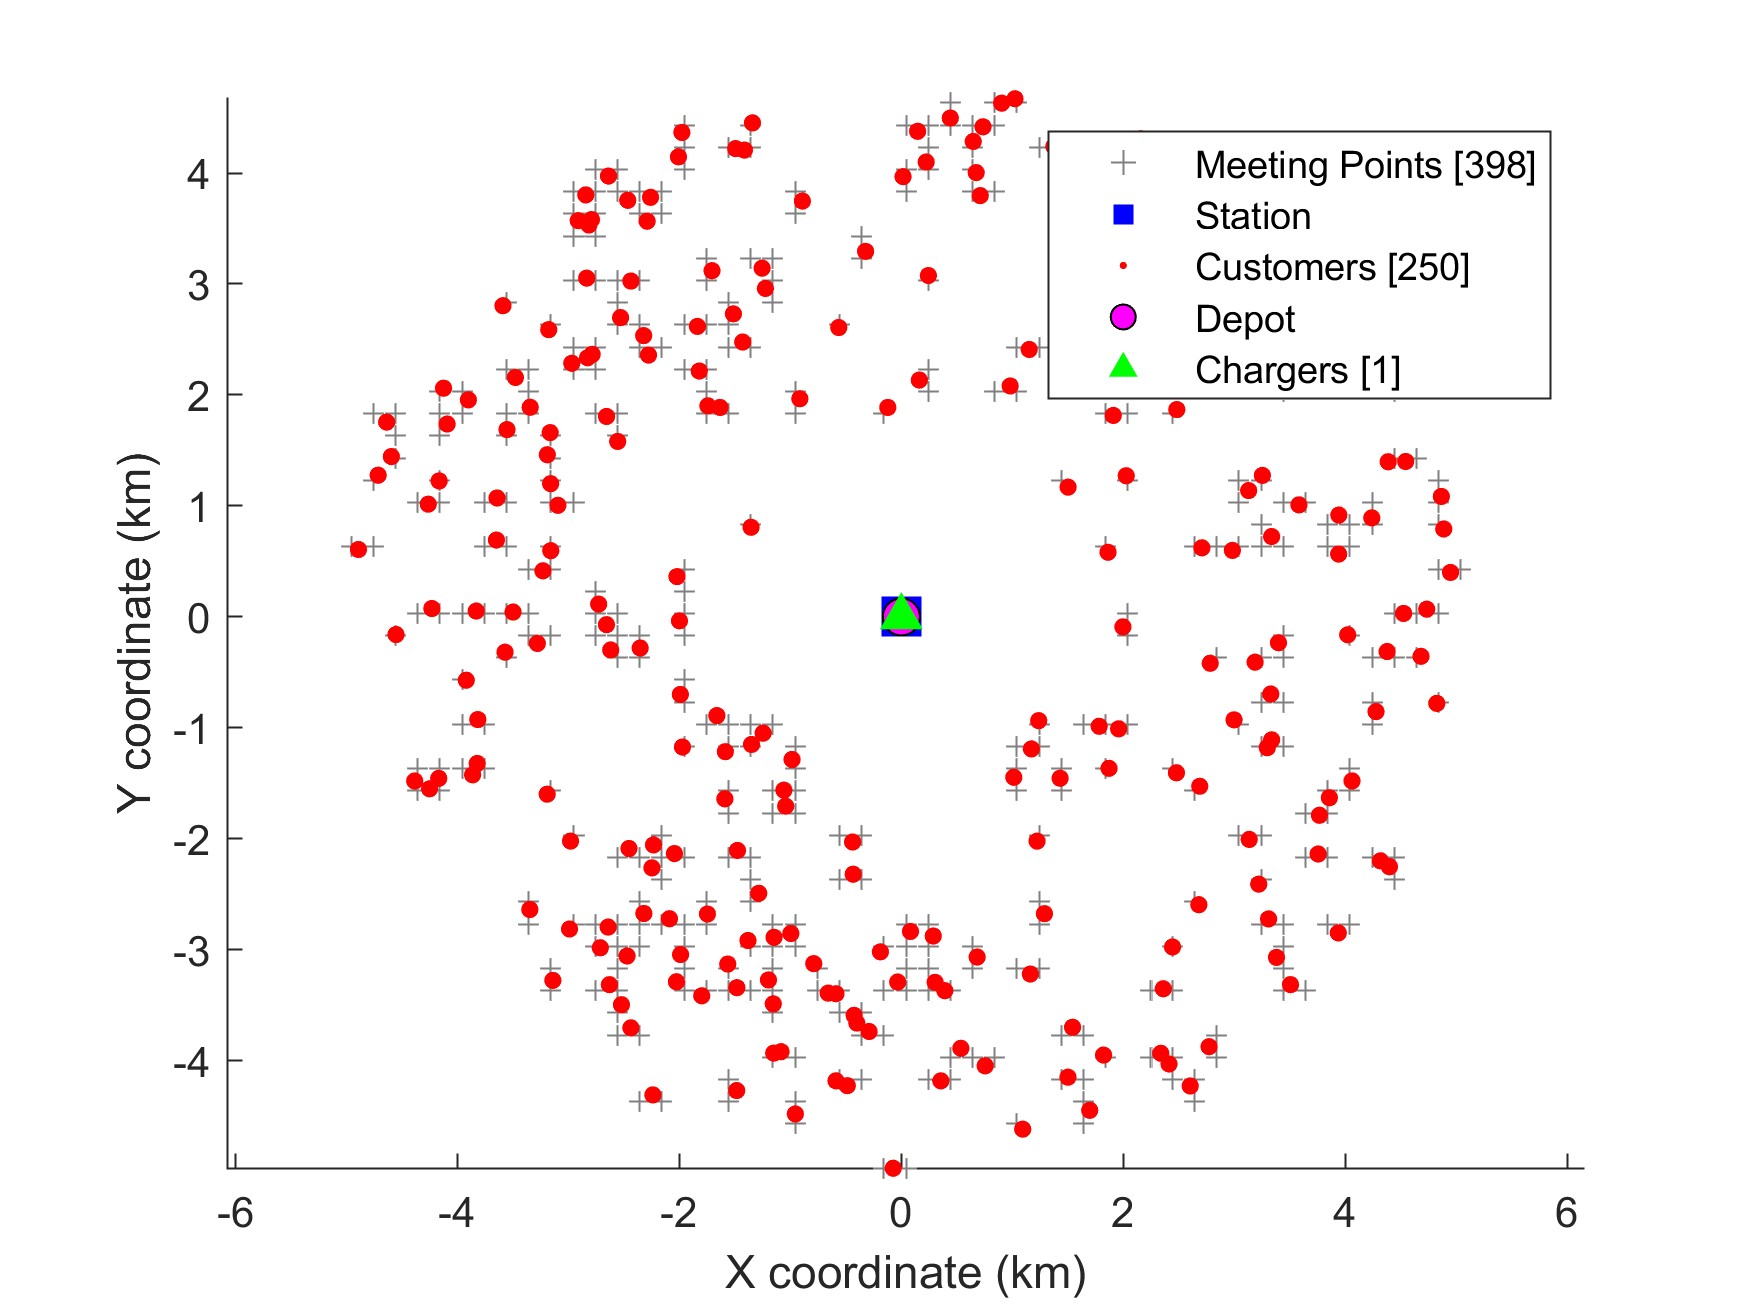 Meeting Points [398]
Station
Customers [250]
Depot
Chargers [1]
4
3
2
1
0
-1
-2
-3
-4
Y coordinate (km)
-6 -4 -2 0 2 4 6
X coordinate (km)